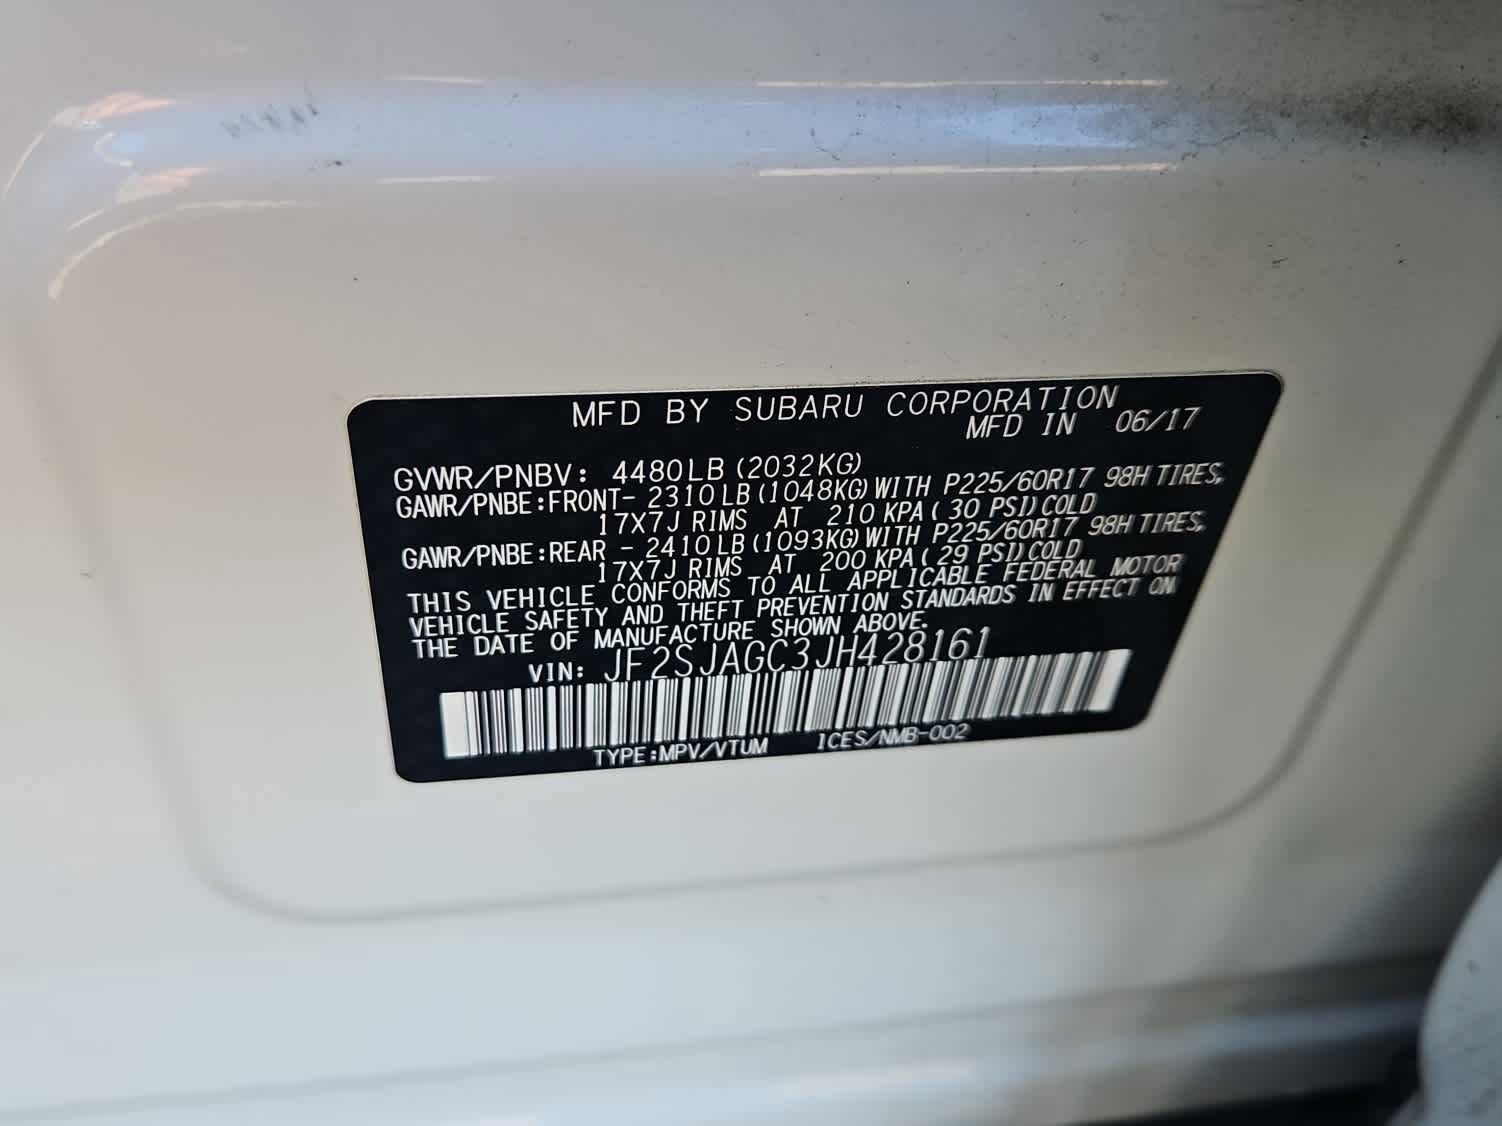 MFD BY SUBARU CORPORATION
MFD IN 06/17
GVWR/PNBV: 4480LB (2032KG)
GAWR/PNBE:FRONT- 2310LB (1048KG) WITH P225/60R17 98H TIRES,
17X7J RIMS AT 210 KPA ( 30 PSI) COLD
GAWR/PNBE:REAR - 2410LB (1093KG) WITH P225/60R17 98H TIRES,
17X7J RIMS AT 200 KPA ( 29 PSI) COLD
THIS VEHICLE CONFORMS TO ALL APPLICABLE FEDERAL MOTOR
VEHICLE SAFETY AND THEFT PREVENTION STANDARDS IN EFFECT ON
THE DATE OF MANUFACTURE SHOWN ABOVE.
VIN: JF2SJAGC3JH428161
TYPE:MPV/VTUM ICES/NMB-002